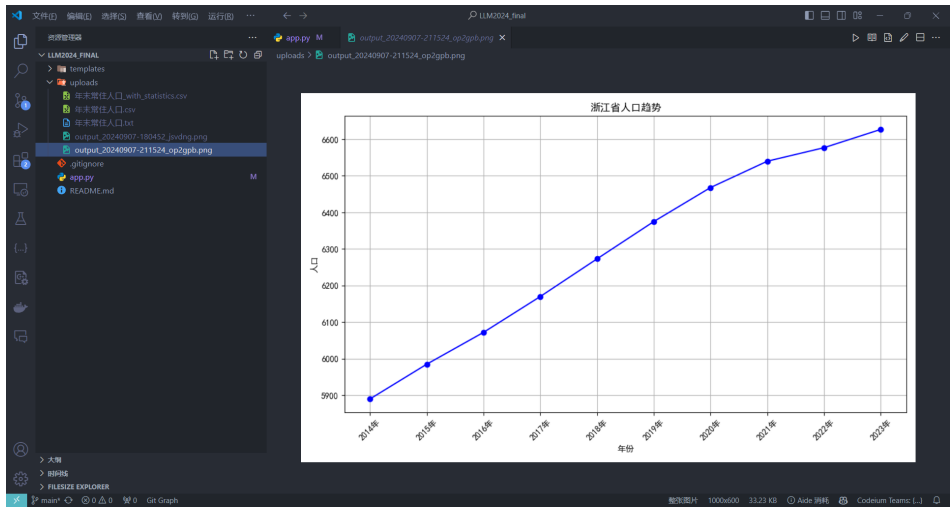 文件(F) 编辑(E) 选择(S) 查看(V) 转到(G) 运行(R) ··· LLM2024_final
资源管理器 ···
app.py M output_20240907-211524_op2gpb.png
LLM2024_FINAL
uploads > output_20240907-211524_op2gpb.png
templates
uploads
年末常住人口_with_statistics.csv
年末常住人口.csv
年末常住人口.txt
output_20240907-180452_jsvdng.png
output_20240907-211524_op2gpb.png
.gitignore
app.py M
README.md
浙江省人口趋势
6600
6500
6400
6300
6200
6100
6000
5900
人口
2014年 2015年 2016年 2017年 2018年 2019年 2020年 2021年 2022年 2023年
年份
1
2
大纲
时间线
FILESIZE EXPLORER
main* 0 0 0 Git Graph 整张图片 1000x600 33.23 KB Aide 消耗 Codeium Teams: {...}